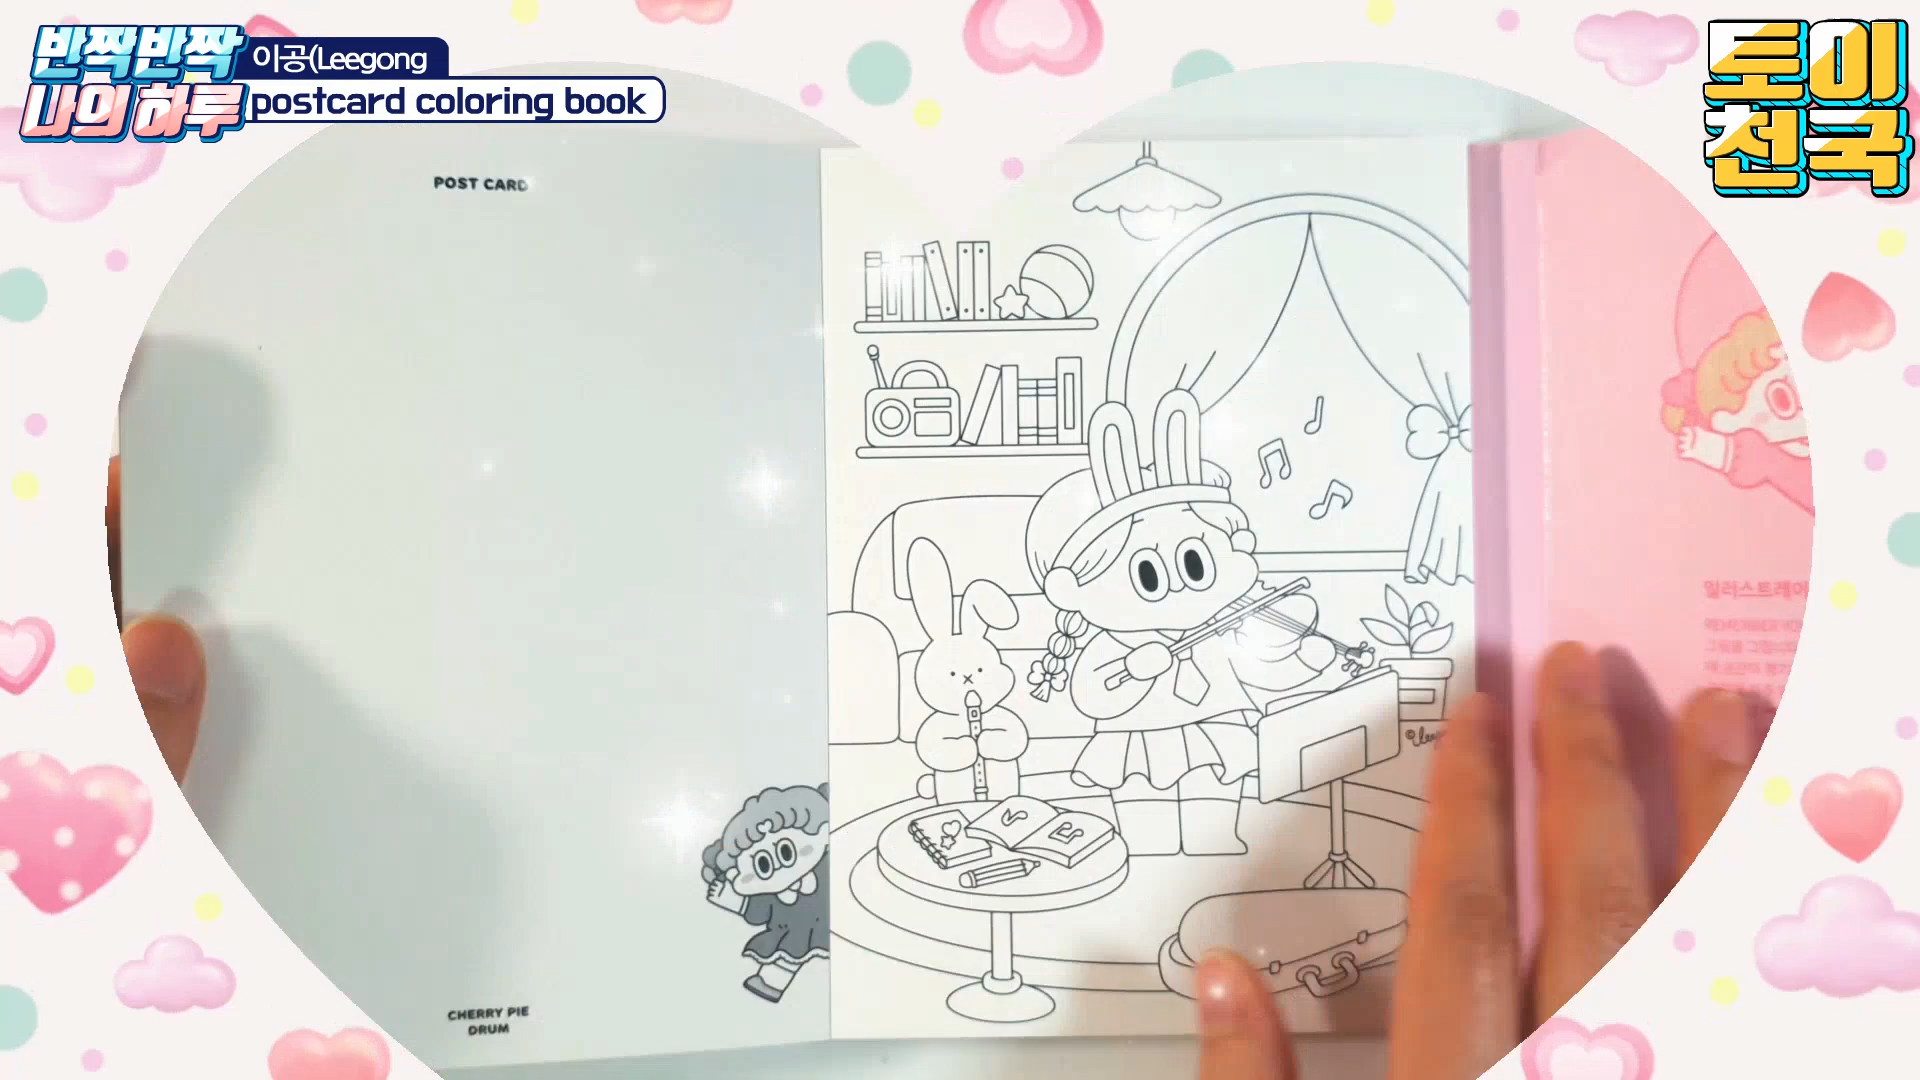 반짝반짝
나의 하루
이공(Leegong
postcard coloring book
토이
천국
POST CARD
CHERRY PIE
DRUM
일러스트레이